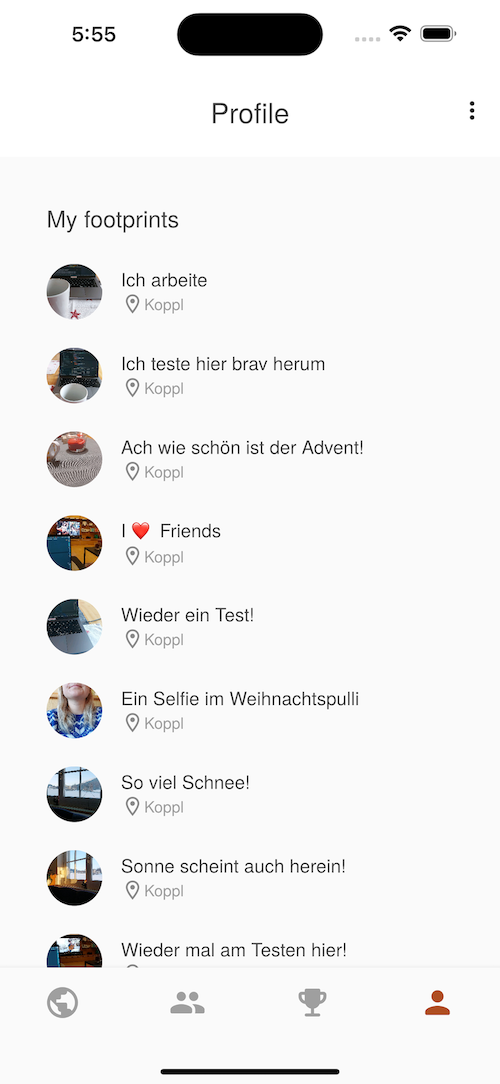 5:55
Profile
My footprints
Ich arbeite
Koppl
Ich teste hier brav herum
Koppl
Ach wie schön ist der Advent!
Koppl
I ❤️ Friends
Koppl
Wieder ein Test!
Koppl
Ein Selfie im Weihnachtspulli
Koppl
So viel Schnee!
Koppl
Sonne scheint auch herein!
Koppl
Wieder mal am Testen hier!